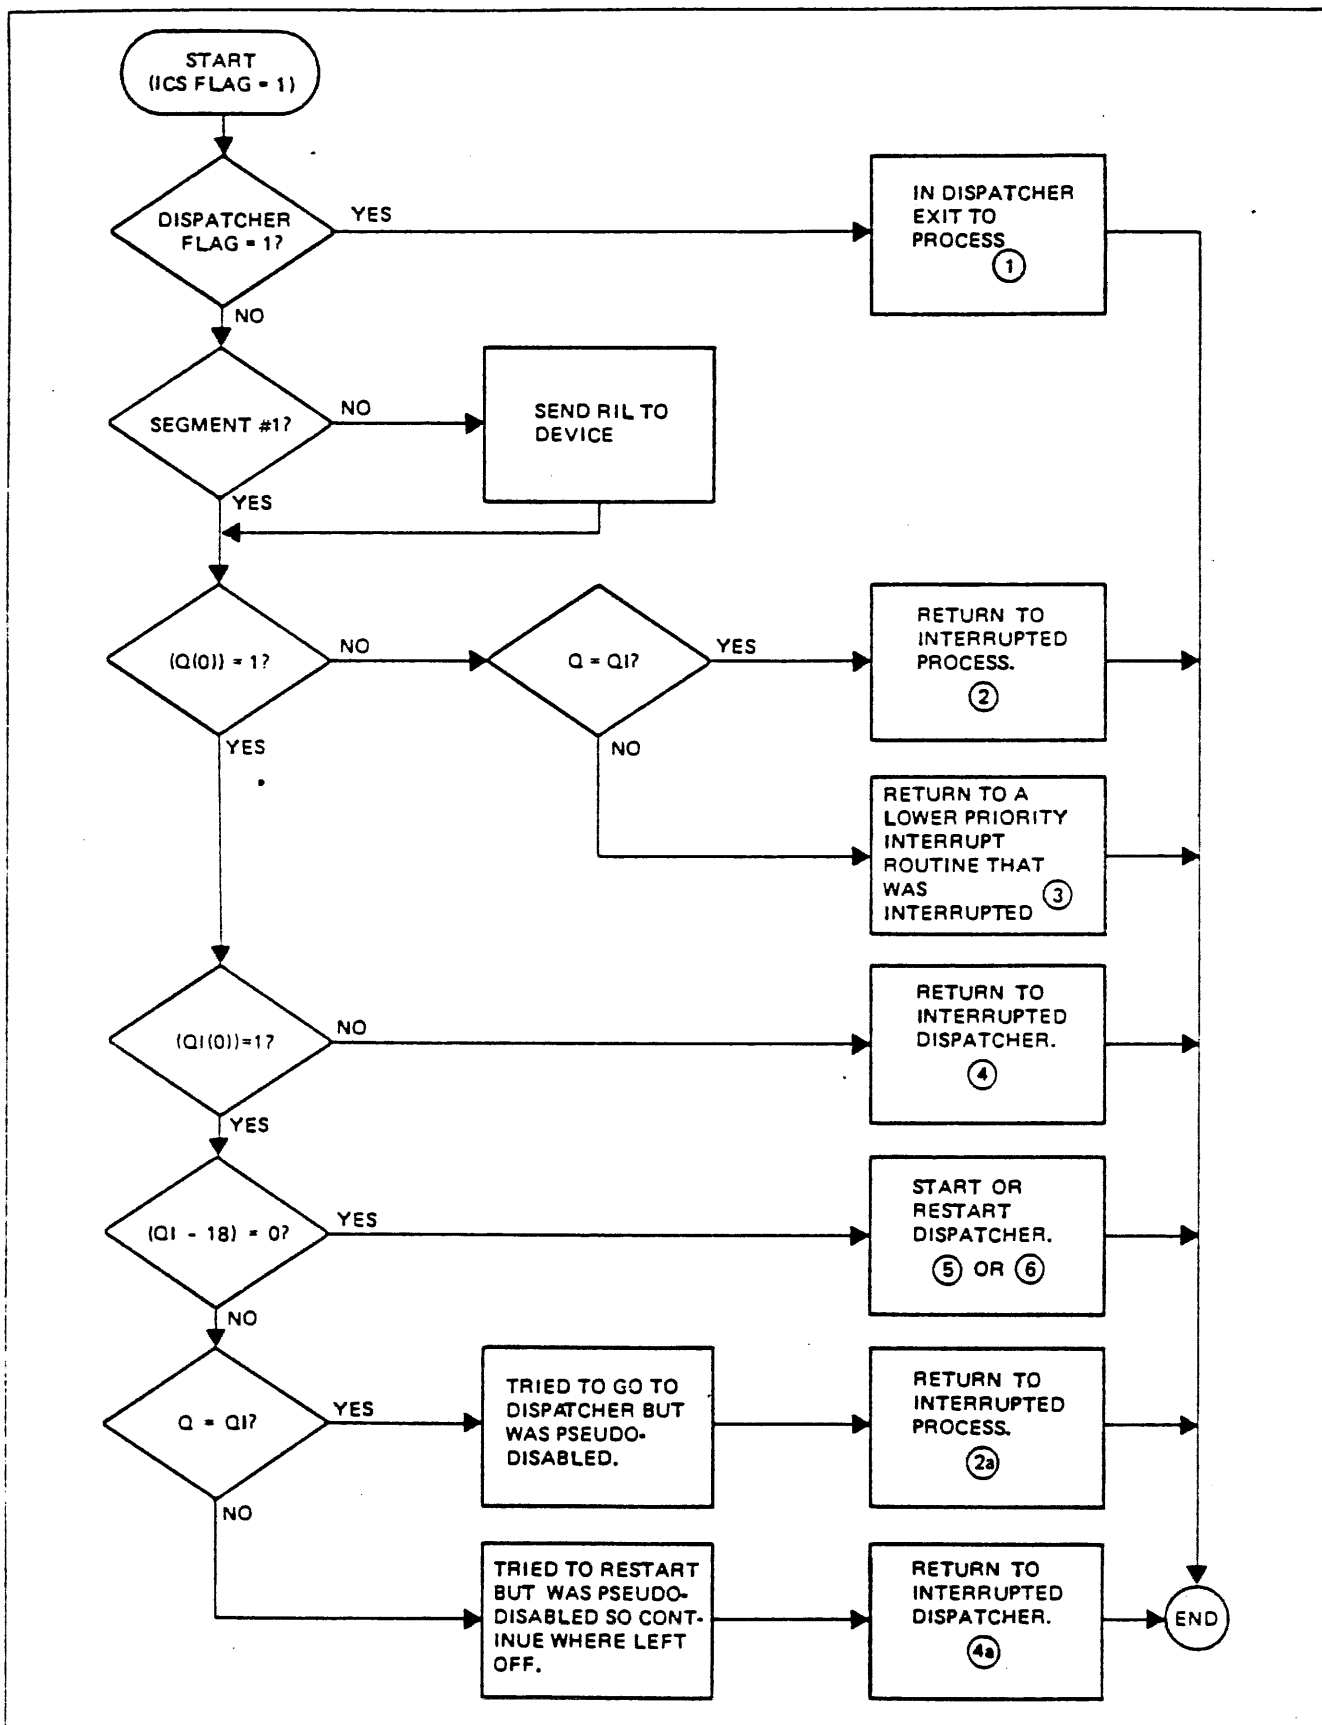 START
(ICS FLAG = 1)
DISPATCHER
FLAG = 1?
YES
IN DISPATCHER
EXIT TO
PROCESS
1
NO
SEGMENT #1?
NO
SEND RIL TO
DEVICE
YES
(Q(0)) = 1?
NO
Q = QI?
YES
RETURN TO
INTERRUPTED
PROCESS.
2
YES
NO
RETURN TO A
LOWER PRIORITY
INTERRUPT
ROUTINE THAT
WAS
INTERRUPTED
3
(QI(0))=1?
NO
RETURN TO
INTERRUPTED
DISPATCHER.
4
YES
(QI - 18) = 0?
YES
START OR
RESTART
DISPATCHER.
5 OR 6
NO
Q = QI?
YES
TRIED TO GO TO
DISPATCHER BUT
WAS PSEUDO-
DISABLED.
RETURN TO
INTERRUPTED
PROCESS.
2a
NO
TRIED TO RESTART
BUT WAS PSEUDO-
DISABLED SO CONT-
INUE WHERE LEFT
OFF.
RETURN TO
INTERRUPTED
DISPATCHER.
4a
END